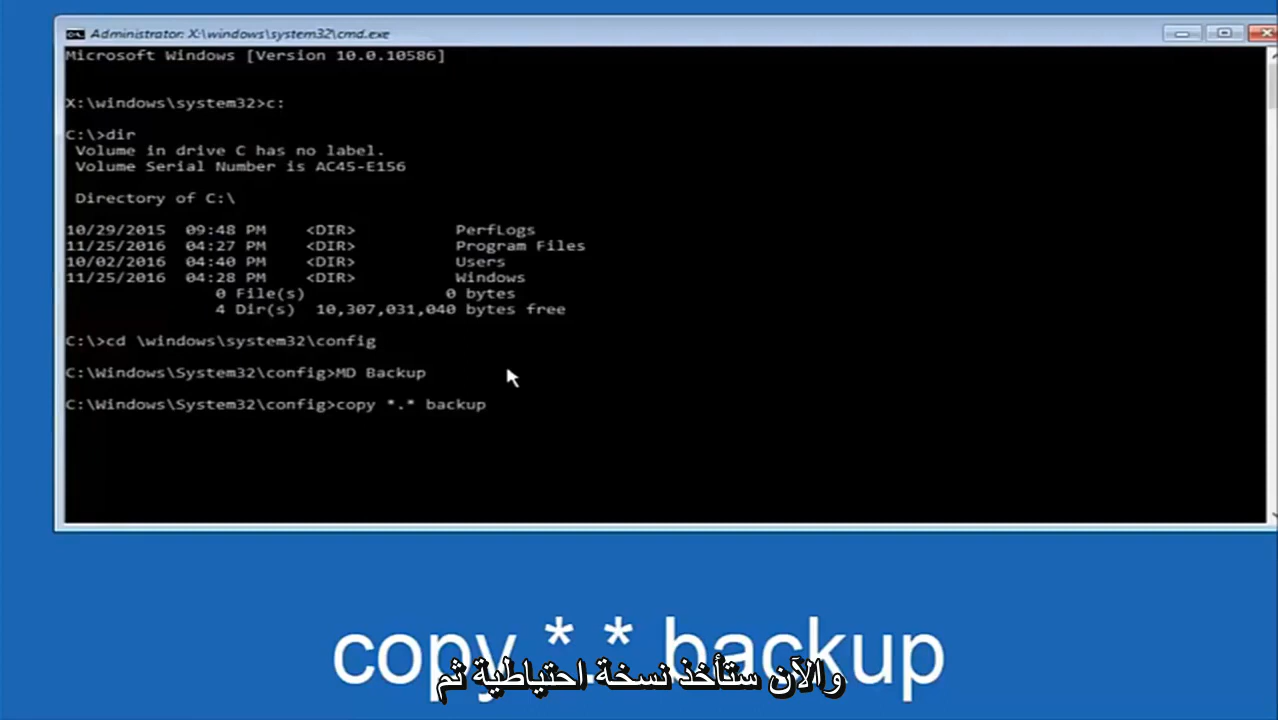 Administrator: X:\windows\system32\cmd.exe
Microsoft Windows [Version 10.0.10586]
X:\windows\system32>c:
C:\>dir
Volume in drive C has no label.
Volume Serial Number is AC45-E156
Directory of C:\
10/29/2015 09:48 PM <DIR> PerfLogs
11/25/2016 04:27 PM <DIR> Program Files
10/02/2016 04:40 PM <DIR> Users
11/25/2016 04:28 PM <DIR> Windows
0 File(s) 0 bytes
4 Dir(s) 10,307,031,040 bytes free
C:\>cd \windows\system32\config
C:\Windows\System32\config>MD Backup
C:\Windows\System32\config>copy *.* backup
copy *.* backup
والآن ستأخذ نسخة احتياطية ثم